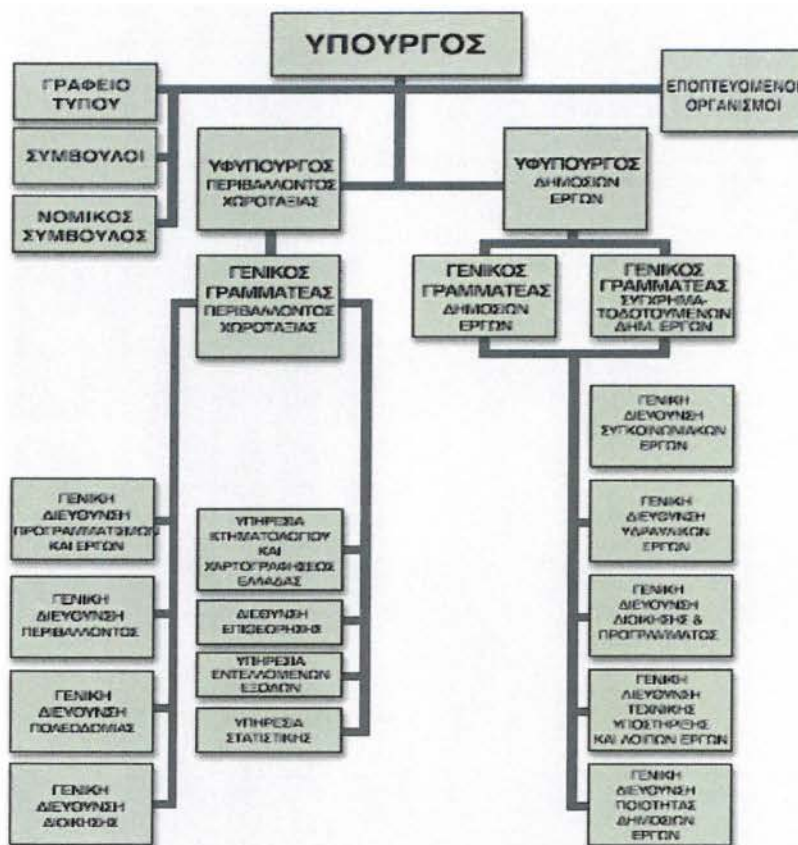 ΥΠΟΥΡΓΟΣ
ΓΡΑΦΕΙΟ
ΤΥΠΟΥ
ΕΠΟΠΤΕΥΟΜΕΝΟΙ
ΟΡΓΑΝΙΣΜΟΙ
ΣΥΜΒΟΥΛΟΙ
ΝΟΜΙΚΟΣ
ΣΥΜΒΟΥΛΟΣ
ΥΦΥΠΟΥΡΓΟΣ
ΠΕΡΙΒΑΛΛΟΝΤΟΣ
ΧΩΡΟΤΑΞΙΑΣ
ΥΦΥΠΟΥΡΓΟΣ
ΔΗΜΟΣΙΩΝ
ΕΡΓΩΝ
ΓΕΝΙΚΟΣ
ΓΡΑΜΜΑΤΕΑΣ
ΠΕΡΙΒΑΛΛΟΝΤΟΣ
ΧΩΡΟΤΑΞΙΑΣ
ΓΕΝΙΚΟΣ
ΓΡΑΜΜΑΤΕΑΣ
ΔΗΜΟΣΙΩΝ
ΕΡΓΩΝ
ΓΕΝΙΚΟΣ
ΓΡΑΜΜΑΤΕΑΣ
ΣΥΓΧΡΗΜΑ-
ΤΟΔΟΤΟΥΜΕΝΩΝ
ΔΗΜ. ΕΡΓΩΝ
ΓΕΝΙΚΗ
ΔΙΕΥΘΥΝΣΗ
ΠΡΟΓΡΑΜΜΑΤΙΣΜΟΥ
ΚΑΙ ΕΡΓΩΝ
ΓΕΝΙΚΗ
ΔΙΕΥΘΥΝΣΗ
ΠΕΡΙΒΑΛΛΟΝΤΟΣ
ΓΕΝΙΚΗ
ΔΙΕΥΘΥΝΣΗ
ΠΟΛΕΟΔΟΜΙΑΣ
ΓΕΝΙΚΗ
ΔΙΕΥΘΥΝΣΗ
ΔΙΟΙΚΗΣΗΣ
ΥΠΗΡΕΣΙΑ
ΚΤΗΜΑΤΟΛΟΓΙΟΥ
ΚΑΙ
ΧΑΡΤΟΓΡΑΦΗΣΕΩΣ
ΕΛΛΑΔΑΣ
ΔΙΕΘΥΝΣΗ
ΕΠΙΘΕΩΡΗΣΗΣ
ΥΠΗΡΕΣΙΑ
ΕΝΤΕΛΛΟΜΕΝΩΝ
ΕΞΟΔΩΝ
ΥΠΗΡΕΣΙΑ
ΣΤΑΤΙΣΤΙΚΗΣ
ΓΕΝΙΚΗ
ΔΙΕΥΘΥΝΣΗ
ΣΥΓΚΟΙΝΩΝΙΑΚΩΝ
ΕΡΓΩΝ
ΓΕΝΙΚΗ
ΔΙΕΥΘΥΝΣΗ
ΥΔΡΑΥΛΙΚΩΝ
ΕΡΓΩΝ
ΓΕΝΙΚΗ
ΔΙΕΥΘΥΝΣΗ
ΔΙΟΙΚΗΣΗΣ &
ΠΡΟΓΡΑΜΜΑΤΟΣ
ΓΕΝΙΚΗ
ΔΙΕΥΘΥΝΣΗ
ΤΕΧΝΙΚΗΣ
ΥΠΟΣΤΗΡΙΞΗΣ
ΚΑΙ ΛΟΙΠΩΝ ΕΡΓΩΝ
ΓΕΝΙΚΗ
ΔΙΕΥΘΥΝΣΗ
ΠΟΙΟΤΗΤΑΣ
ΔΗΜΟΣΙΩΝ
ΕΡΓΩΝ